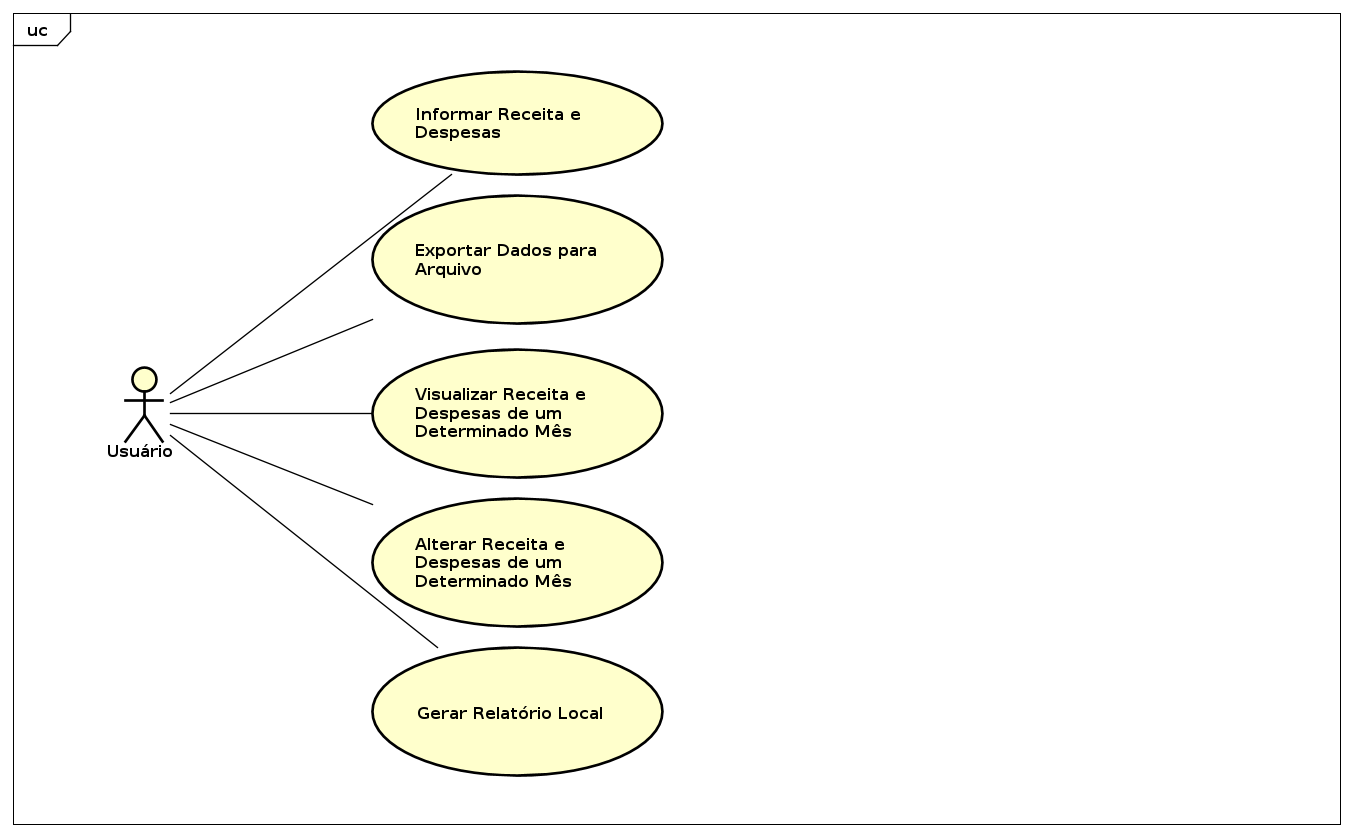 uc
Informar Receita e
Despesas
Exportar Dados para
Arquivo
Visualizar Receita e
Despesas de um
Determinado Mês
Usuário
Alterar Receita e
Despesas de um
Determinado Mês
Gerar Relatório Local